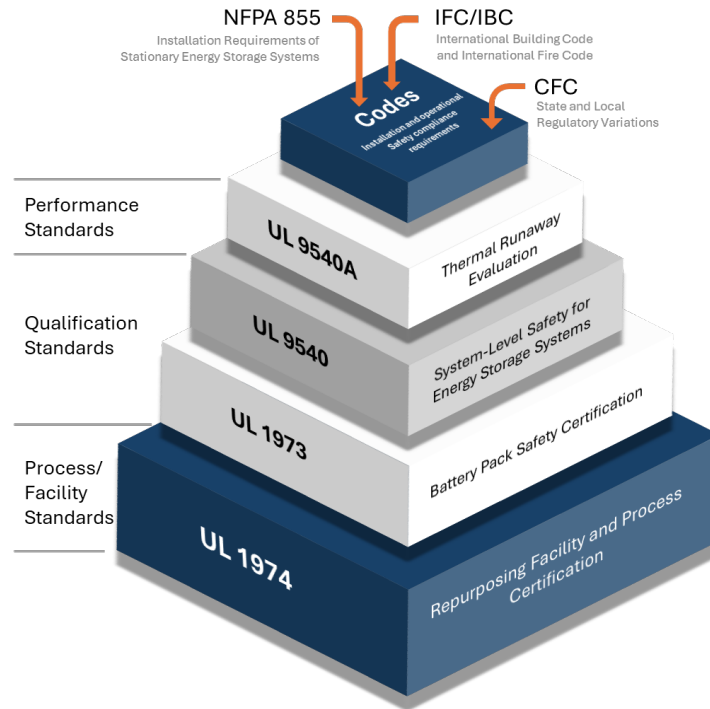 NFPA 855
Installation Requirements of
Stationary Energy Storage Systems
IFC/IBC
International Building Code
and International Fire Code
CFC
State and Local
Regulatory Variations
Codes
Installation and operational
Safety compliance
requirements
Performance
Standards
UL 9540A
Thermal Runaway
Evaluation
Qualification
Standards
UL 9540
System-Level Safety for
Energy Storage Systems
UL 1973
Battery Pack Safety Certification
Process/
Facility
Standards
UL 1974
Repurposing Facility and Process
Certification